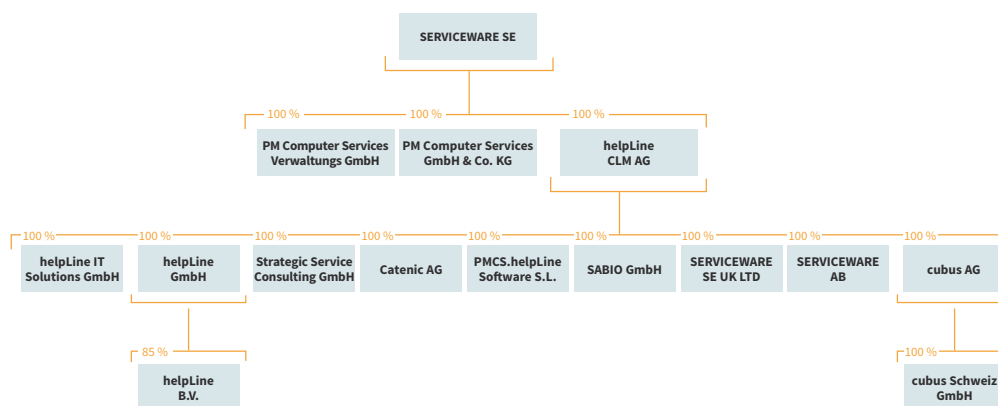 SERVICEWARE SE
100 %
100 %
100 %
PM Computer Services
Verwaltungs GmbH
PM Computer Services
GmbH & Co. KG
helpLine
CLM AG
100 %
100 %
100 %
100 %
100 %
100 %
100 %
100 %
100 %
helpLine IT
Solutions GmbH
helpLine
GmbH
Strategic Service
Consulting GmbH
Catenic AG
PMCS.helpLine
Software S.L.
SABIO GmbH
SERVICEWARE
SE UK LTD
SERVICEWARE
AB
cubus AG
85 %
100 %
helpLine
B.V.
cubus Schweiz
GmbH